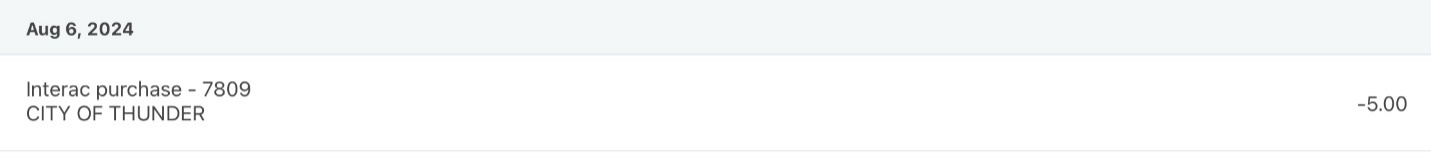 Aug 6, 2024
Interac purchase - 7809
CITY OF THUNDER
-5.00